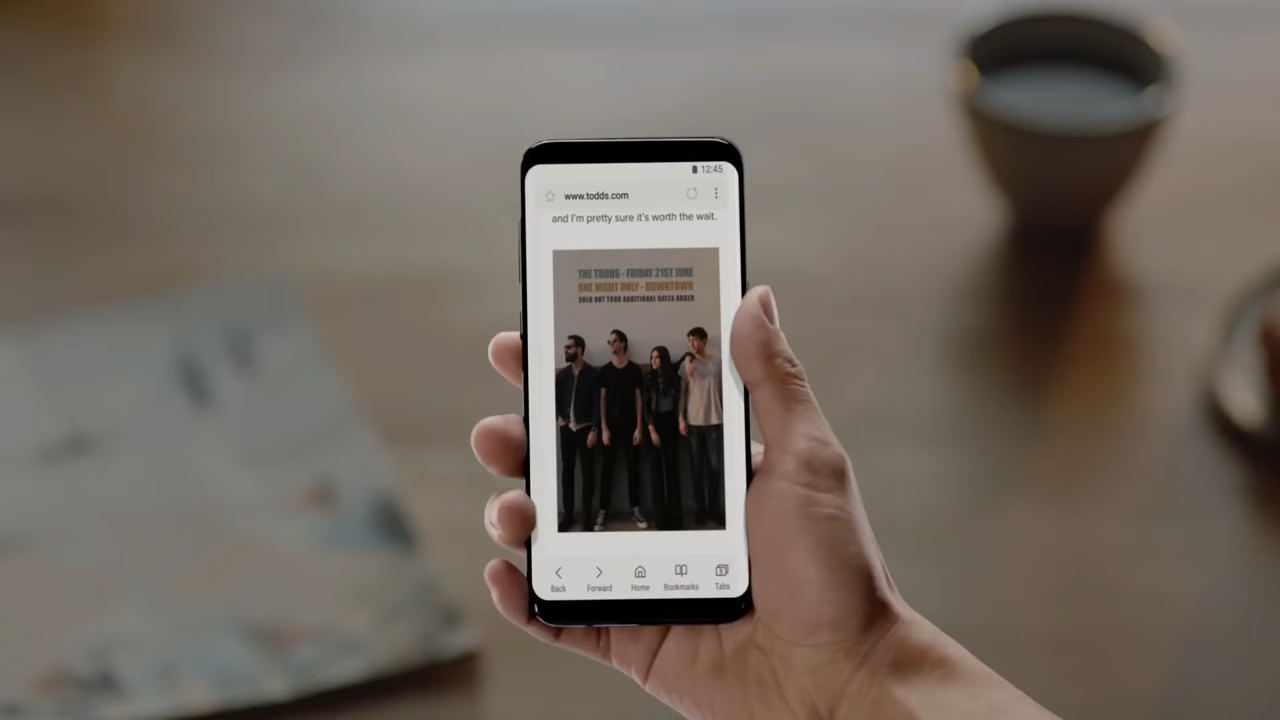 12:45
www.todds.com
and I'm pretty sure it's worth the wait.
THE TODDS - FRIDAY 21ST JUNE
ONE NIGHT ONLY - DOWNTOWN
SOLD OUT TOUR ADDITIONAL DATES ADDED
Back Forward Home Bookmarks Tabs